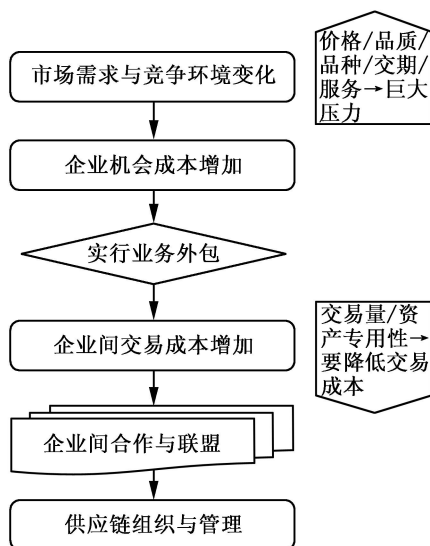 市场需求与竞争环境变化
价格/品质/
品种/交期/
服务→巨大
压力
企业机会成本增加
实行业务外包
企业间交易成本增加
交易量/资
产专用性→
要降低交易
成本
企业间合作与联盟
供应链组织与管理